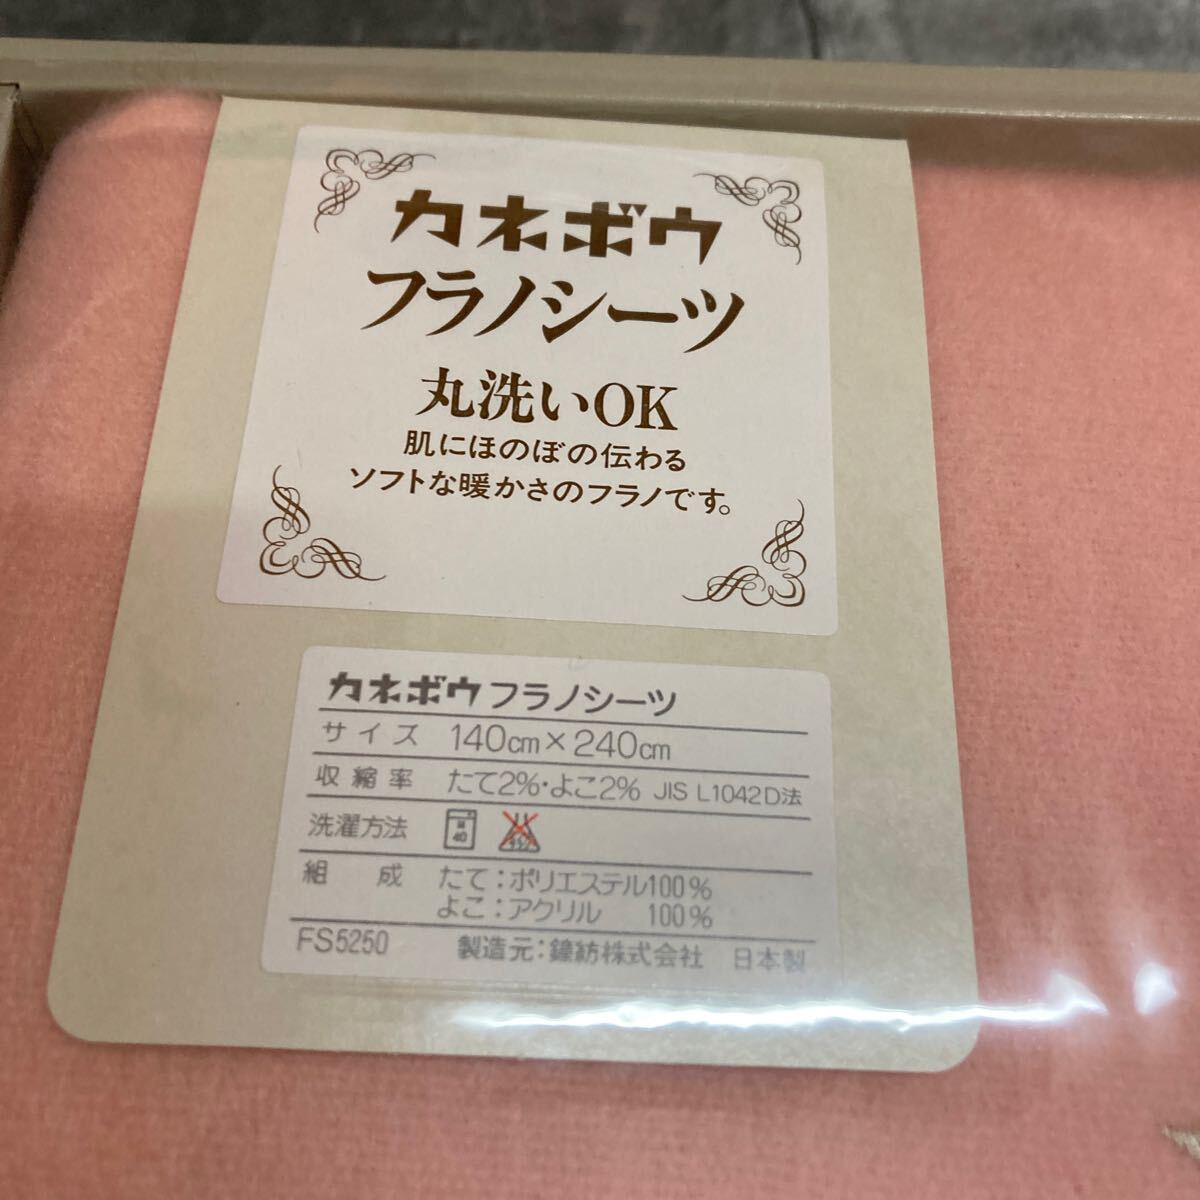 カネボウ
フラノシーツ
丸洗いOK
肌にほのぼの伝わる
ソフトな暖かさのフラノです。
カネボウフラノシーツ
サイズ 140cm×240cm
収縮率 たて2%・よこ2% JIS L1042D法
洗濯方法 40
組成 たて:ポリエステル100%
よこ:アクリル 100%
FS5250 製造元:鐘紡株式会社 日本製